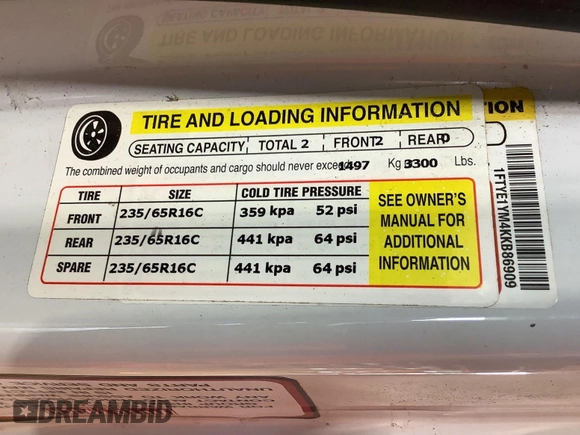 TIRE AND LOADING INFORMATION
SEATING CAPACITY TOTAL 2 FRONT 2 REAR 0
The combined weight of occupants and cargo should never exceed 1497 Kg 3300 Lbs.
TIRE SIZE COLD TIRE PRESSURE
FRONT 235/65R16C 359 kpa 52 psi
REAR 235/65R16C 441 kpa 64 psi
SPARE 235/65R16C 441 kpa 64 psi
SEE OWNER'S
MANUAL FOR
ADDITIONAL
INFORMATION
1FTYE1YM4KKB86909
DREAMBID